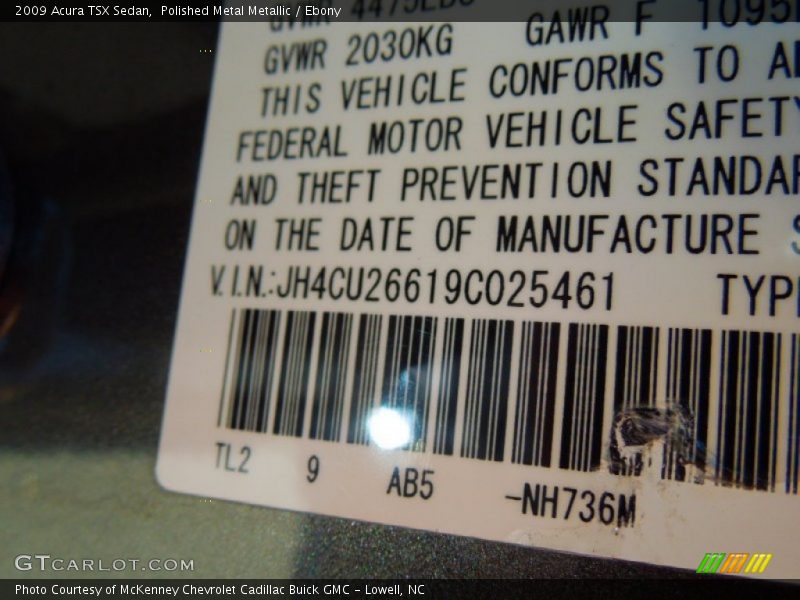 2009 Acura TSX Sedan, Polished Metal Metallic / Ebony
GVWR 2030KG GAWR F 1095
THIS VEHICLE CONFORMS TO
FEDERAL MOTOR VEHICLE SAFETY
AND THEFT PREVENTION STANDAR
ON THE DATE OF MANUFACTURE
V.I.N.:JH4CU26619C025461 TYP
TL2 9 AB5 -NH736M
GTCARLOT.COM
Photo Courtesy of McKenney Chevrolet Cadillac Buick GMC - Lowell, NC